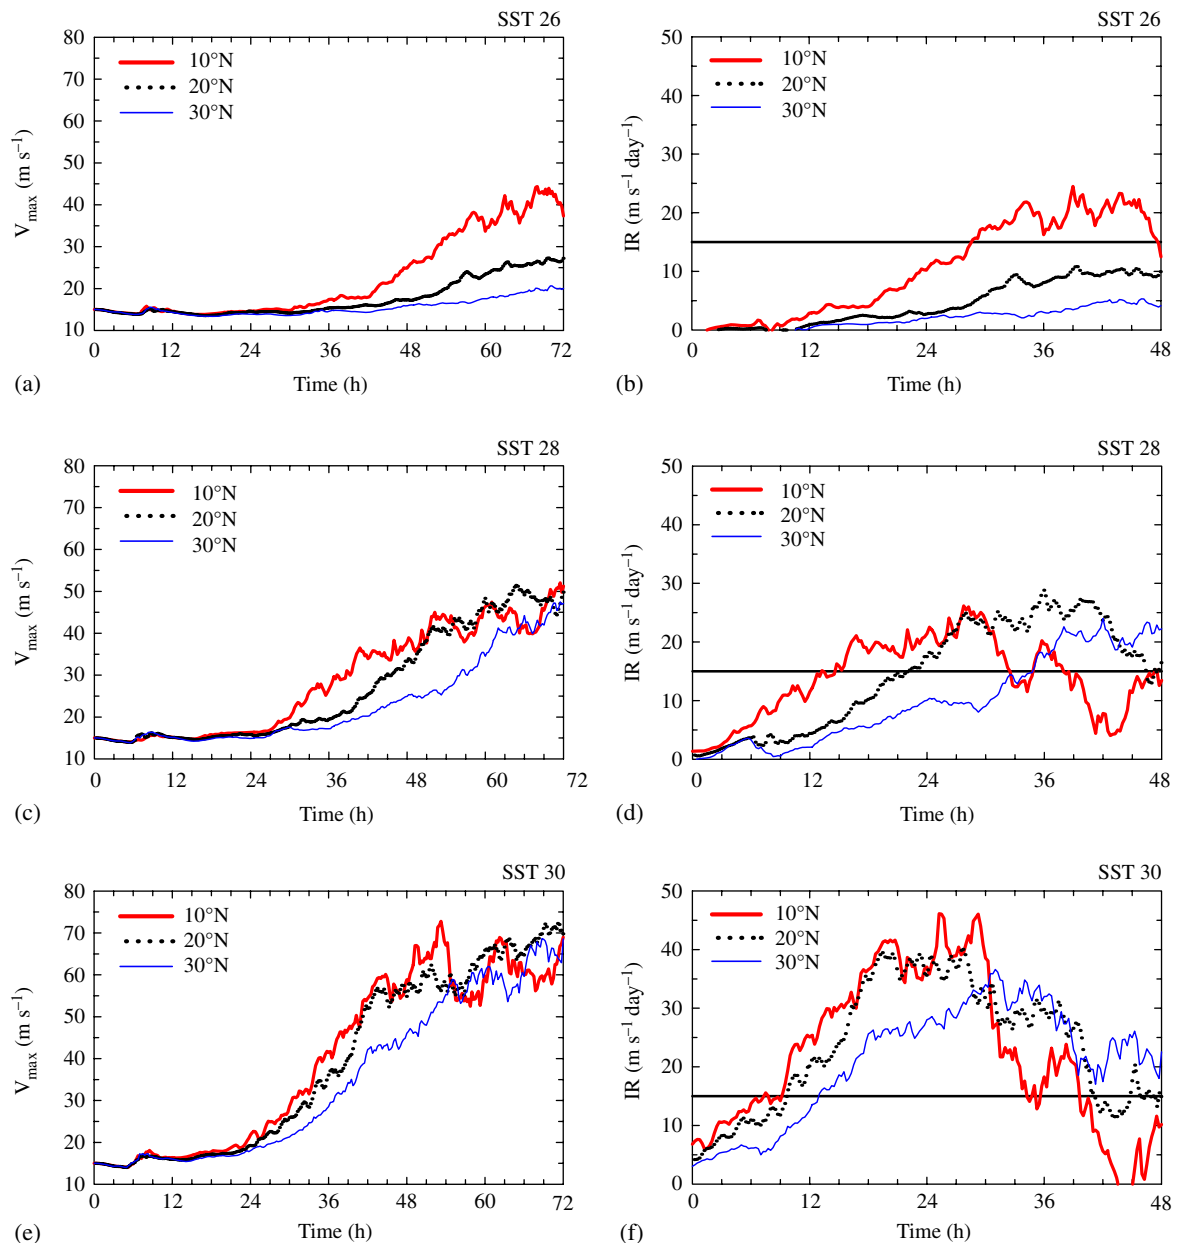 SST 26
80
70
60
50
40
30
20
10
V_max (m s⁻¹)
10°N
20°N
30°N
0 12 24 36 48 60 72
Time (h)
(a)
SST 26
50
40
30
20
10
0
IR (m s⁻¹ day⁻¹)
10°N
20°N
30°N
0 12 24 36 48
Time (h)
(b)
SST 28
80
70
60
50
40
30
20
10
V_max (m s⁻¹)
10°N
20°N
30°N
0 12 24 36 48 60 72
Time (h)
(c)
SST 28
50
40
30
20
10
0
IR (m s⁻¹ day⁻¹)
10°N
20°N
30°N
0 12 24 36 48
Time (h)
(d)
SST 30
80
70
60
50
40
30
20
10
V_max (m s⁻¹)
10°N
20°N
30°N
0 12 24 36 48 60 72
Time (h)
(e)
SST 30
50
40
30
20
10
0
IR (m s⁻¹ day⁻¹)
10°N
20°N
30°N
0 12 24 36 48
Time (h)
(f)